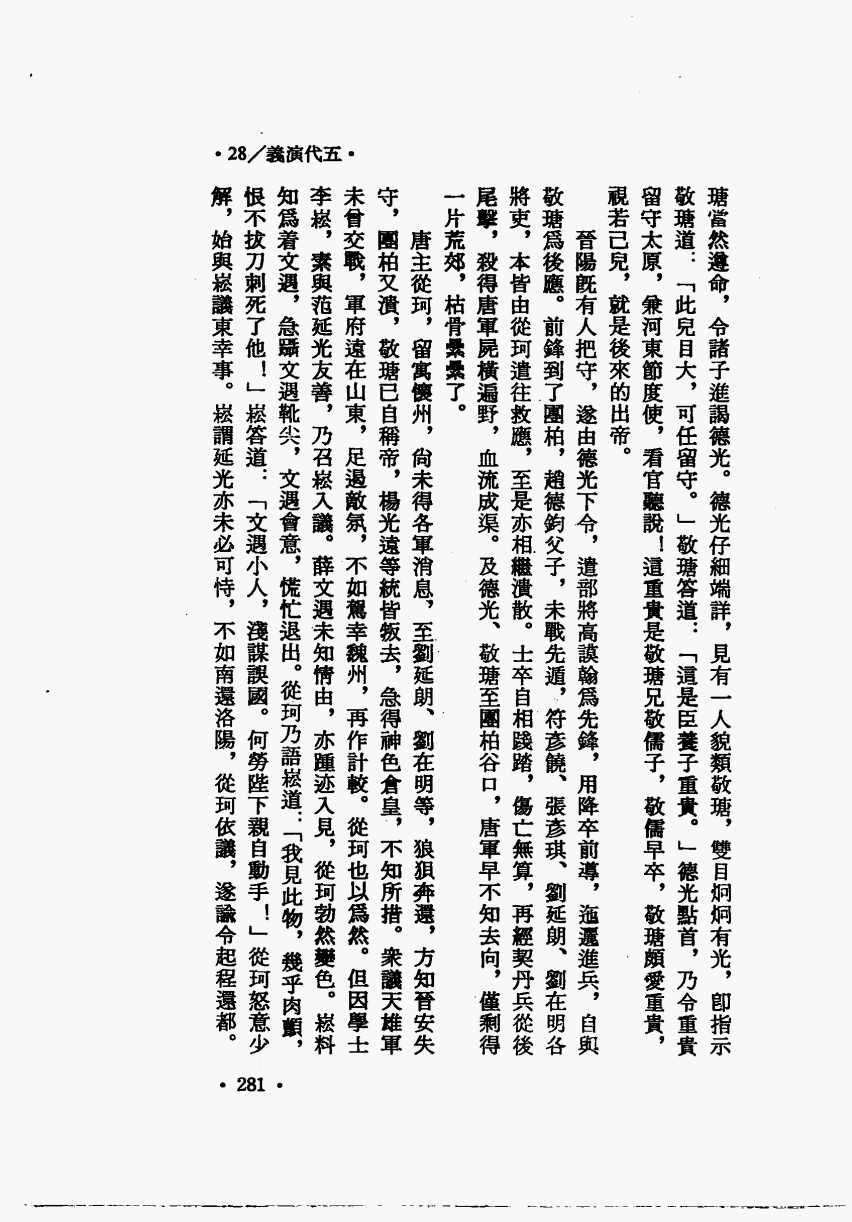 •28／義演代五•
瑭當然遵命，令諸子進謁德光。德光仔細端詳，見有一人貌類敬瑭，雙目炯炯有光，卽指示
敬瑭道：「此兒目大，可任留守。」敬瑭答道：「這是臣養子重貴。」德光點首，乃令重貴
留守太原，兼河東節度使，看官聽說！這重貴是敬瑭兄敬儒子，敬儒早卒，敬瑭頗愛重貴，
視若己兒，就是後來的出帝。
晉陽旣有人把守，遂由德光下令，遣部將高謨翰爲先鋒，用降卒前導，迤邐進兵，自與
敬瑭爲後應。前鋒到了團柏，趙德鈞父子，未戰先遁，符彥饒、張彥琪、劉延朗、劉在明各
將吏，本皆由從珂遣往救應，至是亦相繼潰散。士卒自相踐踏，傷亡無算，再經契丹兵從後
尾擊，殺得唐軍屍橫遍野，血流成渠。及德光、敬瑭至團柏谷口，唐軍早不知去向，僅剩得
一片荒郊，枯骨纍纍了。
唐主從珂，留寓懷州，尙未得各軍消息，至劉延朗、劉在明等，狼狽奔還，方知晉安失
守，團柏又潰，敬瑭已自稱帝，楊光遠等統皆叛去，急得神色倉皇，不知所措。衆議天雄軍
未曾交戰，軍府遠在山東，足遏敵氛，不如駕幸魏州，再作計較。從珂也以爲然。但因學士
李崧，素與范延光友善，乃召崧入議。薛文遇未知情由，亦踵迹入見，從珂勃然變色。崧料
知爲着文遇，急躡文遇靴尖，文遇會意，慌忙退出。從珂乃語崧道：「我見此物，幾乎肉顫，
恨不拔刀刺死了他！」崧答道：「文遇小人，淺謀誤國。何勞陛下親自動手！」從珂怒意少
解，始與崧議東幸事。崧謂延光亦未必可恃，不如南還洛陽，從珂依議，遂諭令起程還都。
•281•